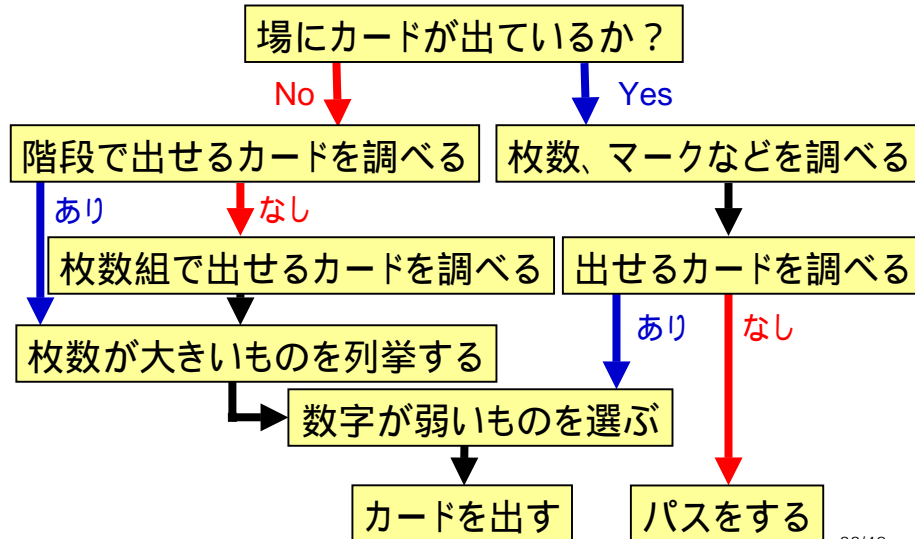 場にカードが出ているか？
No
Yes
階段で出せるカードを調べる
枚数、マークなどを調べる
あり
なし
枚数組で出せるカードを調べる
出せるカードを調べる
あり
なし
枚数が大きいものを列挙する
数字が弱いものを選ぶ
カードを出す
パスをする